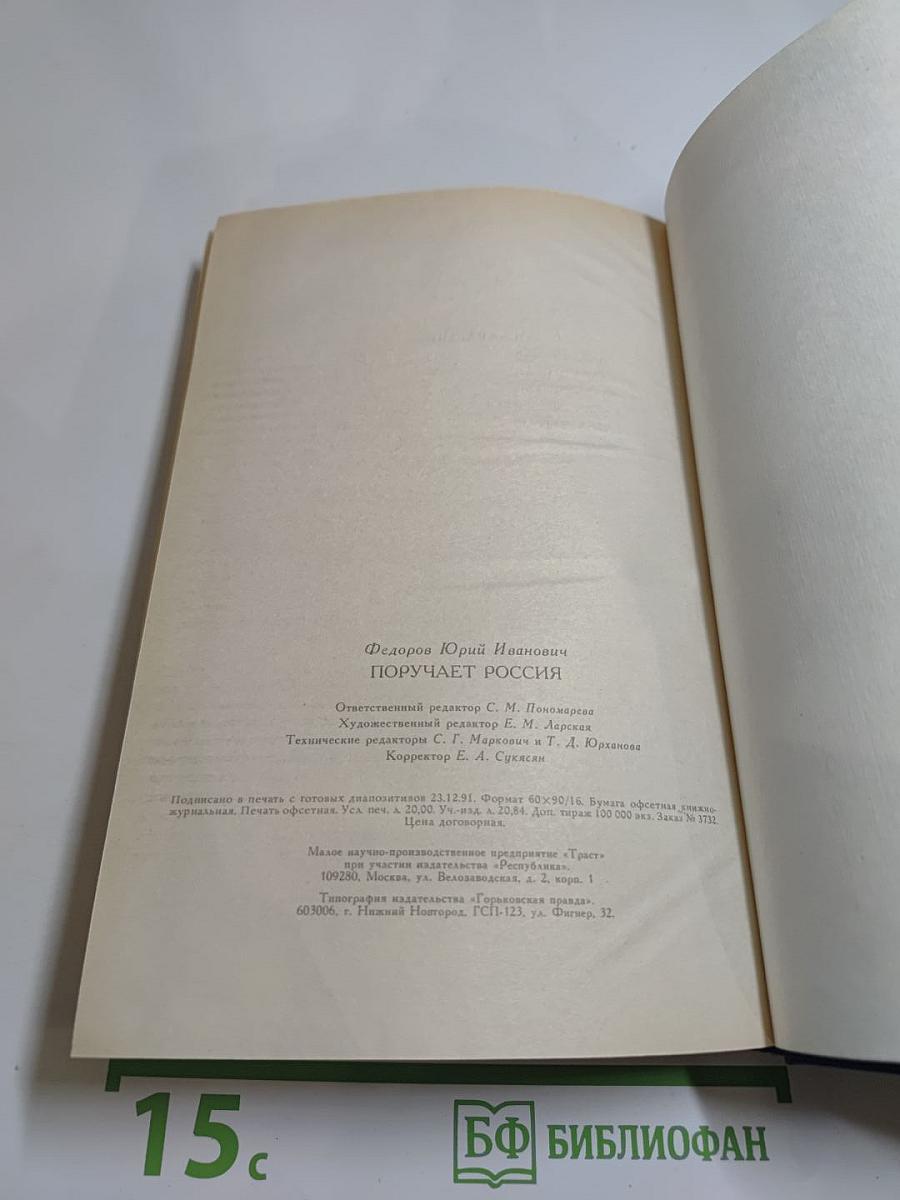 Федоров Юрий Иванович
ПОРУЧАЕТ РОССИЯ
Ответственный редактор С. М. Пономарева
Художественный редактор Е. М. Ларская
Технические редакторы С. Г. Маркович и Т. Д. Юрханова
Корректор Е. А. Сукясян
Подписано в печать с готовых диапозитивов 23.12.91. Формат 60×90/16. Бумага офсетная книжно-
журнальная. Печать офсетная. Усл. печ. л. 20,00. Уч.-изд. л. 20,84. Доп. тираж 100 000 экз. Заказ № 3732.
Цена договорная.
Малое научно-производственное предприятие «Траст»
при участии издательства «Республика».
109280, Москва, ул. Велозаводская, д. 2, корп. 1
Типография издательства «Горьковская правда».
603006, г. Нижний Новгород, ГСП-123, ул. Фигнер, 32.
15 с
БФ БИБЛИОФАН